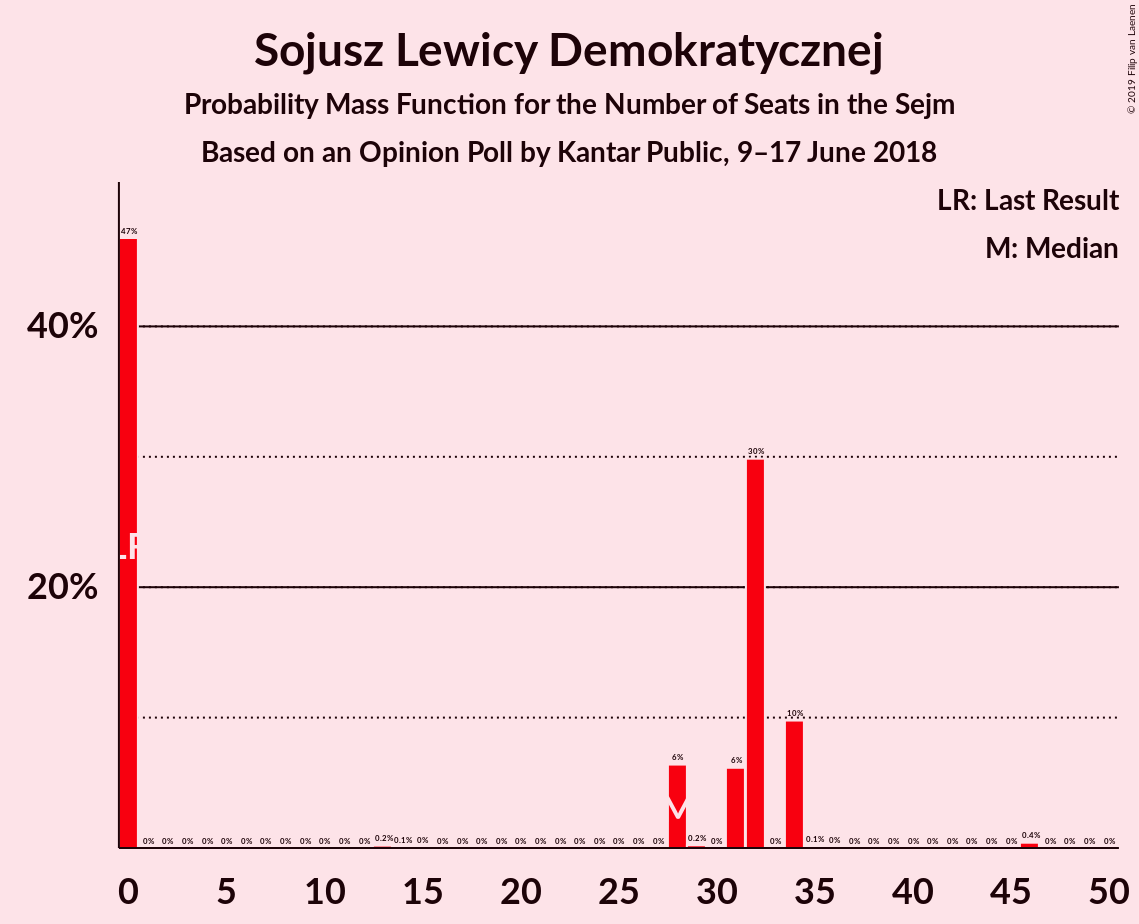 Sojusz Lewicy Demokratycznej
Probability Mass Function for the Number of Seats in the Sejm
Based on an Opinion Poll by Kantar Public, 9–17 June 2018
© 2019 Filip van Laenen
LR: Last Result
M: Median
47%
40%
30%
LR
20%
10%
6% 6%
M
0% 0% 0% 0% 0% 0% 0% 0% 0% 0% 0% 0% 0.2% 0.1% 0% 0% 0% 0% 0% 0% 0% 0% 0% 0% 0% 0% 0% 0.2% 0% 0% 0.1% 0% 0% 0% 0% 0% 0% 0% 0% 0% 0% 0.4% 0% 0% 0% 0%
0 5 10 15 20 25 30 35 40 45 50